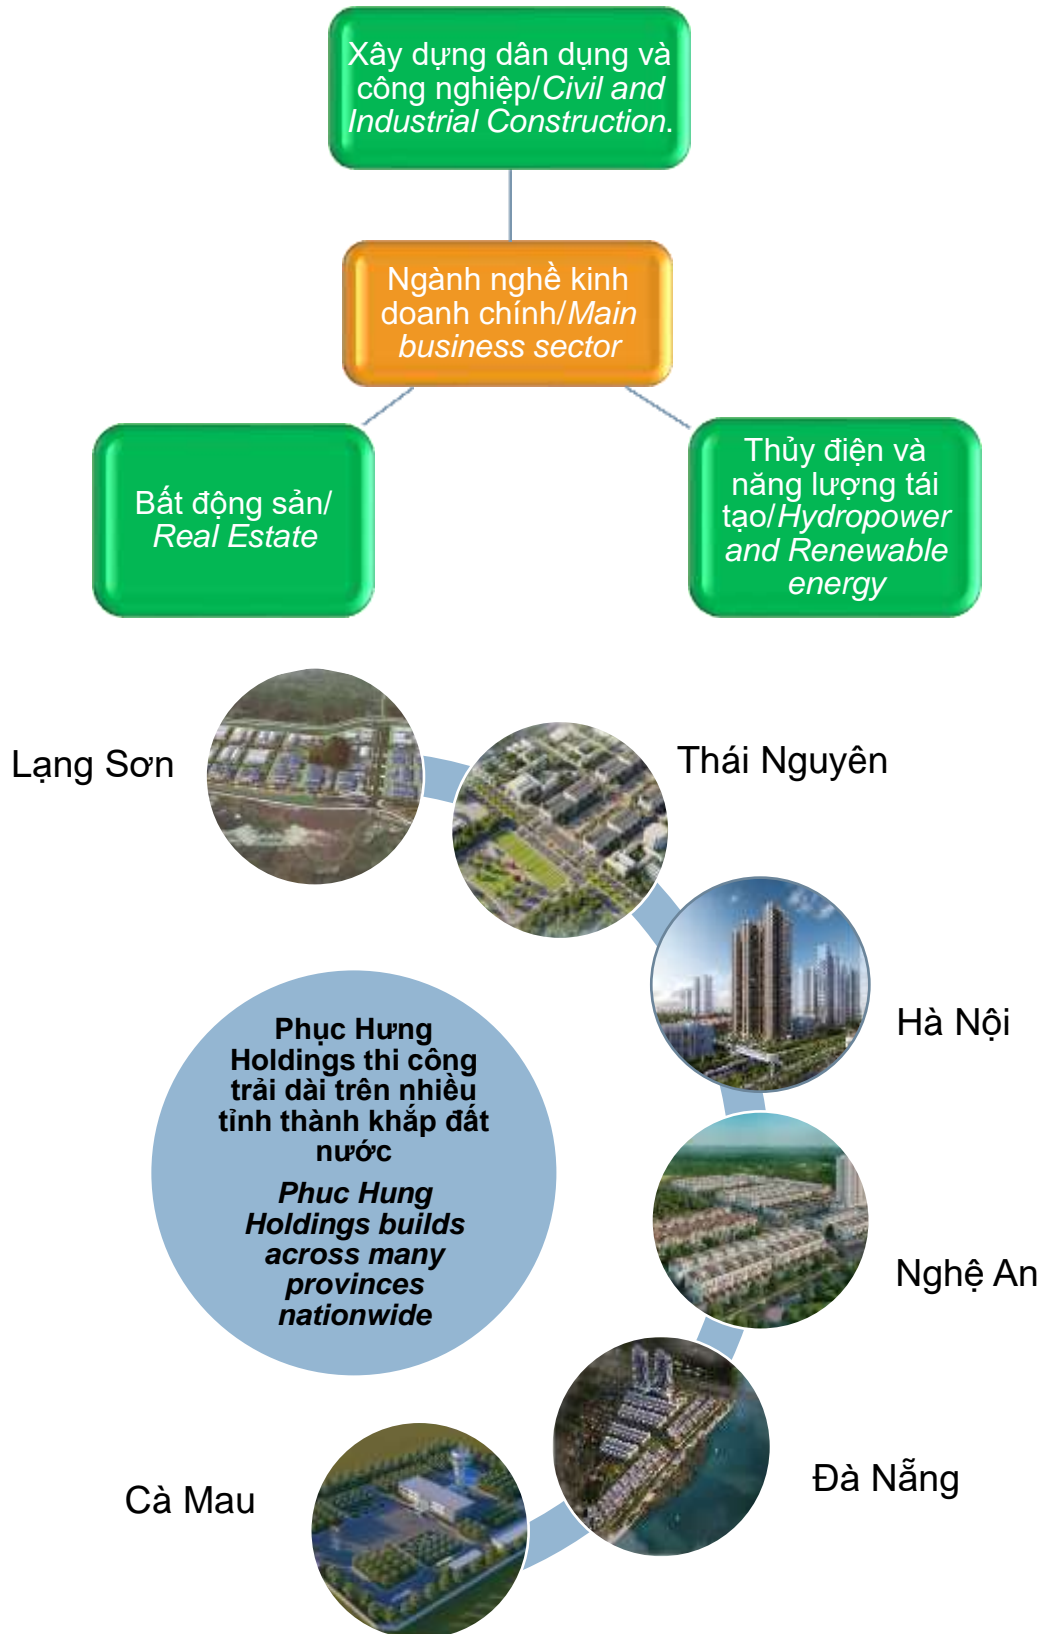 Xây dựng dân dụng và
công nghiệp/Civil and
Industrial Construction.
Ngành nghề kinh
doanh chính/Main
business sector
Bất động sản/
Real Estate
Thủy điện và
năng lượng tái
tạo/Hydropower
and Renewable
energy
Lạng Sơn
Thái Nguyên
Hà Nội
Phục Hưng
Holdings thi công
trải dài trên nhiều
tỉnh thành khắp đất
nước
Phuc Hung
Holdings builds
across many
provinces
nationwide
Nghệ An
Đà Nẵng
Cà Mau